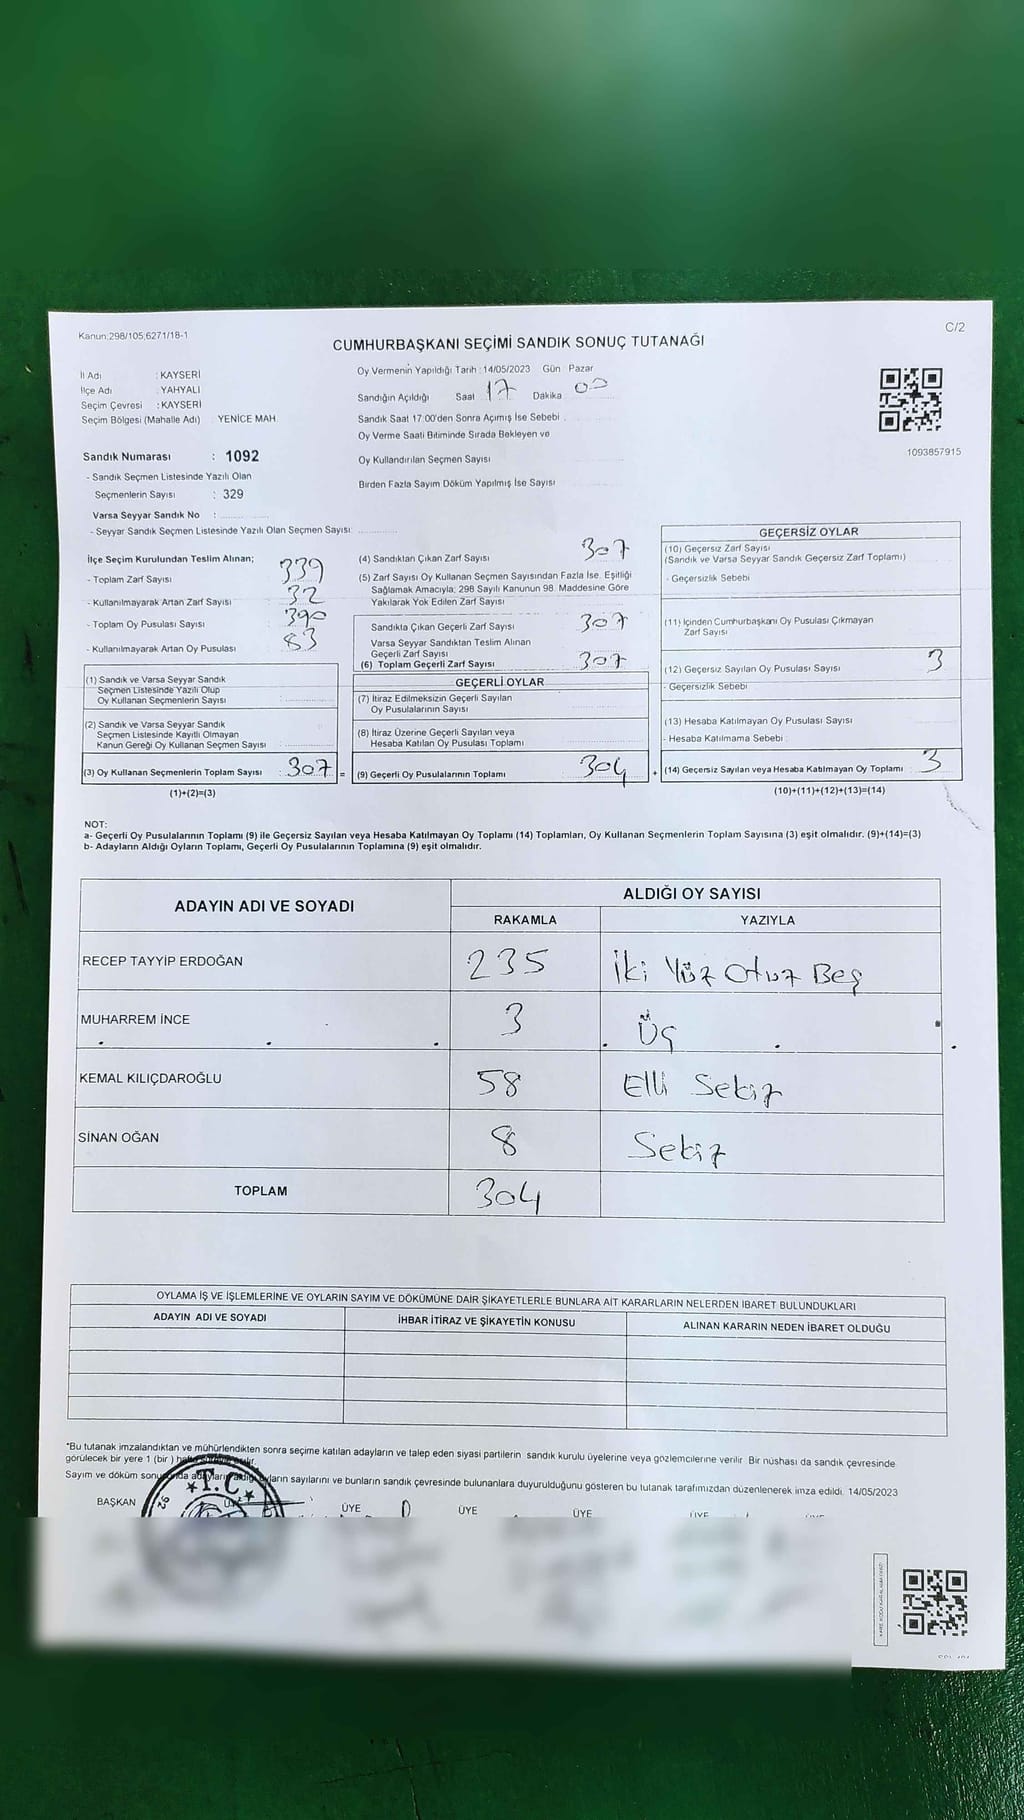 Kanun;298/105;6271/18-1
C/2
CUMHURBAŞKANI SEÇİMİ SANDIK SONUÇ TUTANAĞI
İl Adı : KAYSERİ
İlçe Adı : YAHYALI
Seçim Çevresi : KAYSERİ
Seçim Bölgesi (Mahalle Adı) : YENİCE MAH.
Sandık Numarası : 1092
- Sandık Seçmen Listesinde Yazılı Olan
Seçmenlerin Sayısı : 329
Varsa Seyyar Sandık No :
- Seyyar Sandık Seçmen Listesinde Yazılı Olan Seçmen Sayısı:
Oy Vermenin Yapıldığı Tarih : 14/05/2023 Gün Pazar
Sandığın Açıldığı Saat 17 Dakika 00
Sandık Saat 17:00'den Sonra Açımış İse Sebebi
Oy Verme Saati Bitiminde Sırada Bekleyen ve
Oy Kullandırılan Seçmen Sayısı
Birden Fazla Sayım Döküm Yapılmış İse Sayısı
1093857915
İlçe Seçim Kurulundan Teslim Alınan;
- Toplam Zarf Sayısı 339
- Kullanılmayarak Artan Zarf Sayısı 32
- Toplam Oy Pusulası Sayısı 390
- Kullanılmayarak Artan Oy Pusulası 83
(1) Sandık ve Varsa Seyyar Sandık
Seçmen Listesinde Yazılı Olup
Oy Kullanan Seçmenlerin Sayısı
(2) Sandık ve Varsa Seyyar Sandık
Seçmen Listesinde Kayıtlı Olmayan
Kanun Gereği Oy Kullanan Seçmen Sayısı
(3) Oy Kullanan Seçmenlerin Toplam Sayısı : 307 =
(1)+(2)=(3)
(4) Sandıktan Çıkan Zarf Sayısı 307
(5) Zarf Sayısı Oy Kullanan Seçmen Sayısından Fazla İse. Eşitliği
Sağlamak Amacıyla; 298 Sayılı Kanunun 98. Maddesine Göre
Yakılarak Yok Edilen Zarf Sayısı
Sandıkta Çıkan Geçerli Zarf Sayısı 307
Varsa Seyyar Sandıktan Teslim Alınan
Geçerli Zarf Sayısı
(6) Toplam Geçerli Zarf Sayısı 307
GEÇERLİ OYLAR
(7) İtiraz Edilmeksizin Geçerli Sayılan
Oy Pusulalarının Sayısı
(8) İtiraz Üzerine Geçerli Sayılan veya
Hesaba Katılan Oy Pusulası Toplamı
(9) Geçerli Oy Pusulalarının Toplamı 304 +
GEÇERSİZ OYLAR
(10) Geçersiz Zarf Sayısı
(Sandık ve Varsa Seyyar Sandık Geçersiz Zarf Toplamı)
- Geçersizlik Sebebi
(11) İçinden Cumhurbaşkanı Oy Pusulası Çıkmayan
Zarf Sayısı
(12) Geçersiz Sayılan Oy Pusulası Sayısı 3
- Geçersizlik Sebebi
(13) Hesaba Katılmayan Oy Pusulası Sayısı
- Hesaba Katılmama Sebebi :
(14) Geçersiz Sayılan veya Hesaba Katılmayan Oy Toplamı : 3
(10)+(11)+(12)+(13)=(14)
NOT:
a- Geçerli Oy Pusulalarının Toplamı (9) ile Geçersiz Sayılan veya Hesaba Katılmayan Oy Toplamı (14) Toplamları, Oy Kullanan Seçmenlerin Toplam Sayısına (3) eşit olmalıdır. (9)+(14)=(3)
b- Adayların Aldığı Oyların Toplamı, Geçerli Oy Pusulalarının Toplamına (9) eşit olmalıdır.
ADAYIN ADI VE SOYADI ALDIĞI OY SAYISI
RAKAMLA YAZIYLA
RECEP TAYYİP ERDOĞAN 235 İki Yüz Otuz Beş
MUHARREM İNCE 3 Üç
KEMAL KILIÇDAROĞLU 58 Elli Sekiz
SİNAN OĞAN 8 Sekiz
TOPLAM 304
OYLAMA İŞ VE İŞLEMLERİNE VE OYLARIN SAYIM VE DÖKÜMÜNE DAİR ŞİKAYETLERLE BUNLARA AİT KARARLARIN NELERDEN İBARET BULUNDUKLARI
ADAYIN ADI VE SOYADI İHBAR İTİRAZ VE ŞİKAYETİN KONUSU ALINAN KARARIN NEDEN İBARET OLDUĞU
*Bu tutanak imzalandıktan ve mühürlendikten sonra seçime katılan adayların ve talep eden siyasi partilerin sandık kurulu üyelerine veya gözlemcilerine verilir. Bir nüshası da sandık çevresinde
görülecek bir yere 1 (bir )
Sayım ve döküm sayılarını ve bunların sandık çevresinde bulunanlara duyurulduğunu gösteren bu tutanak tarafımızdan düzenlenerek imza edildi. 14/05/2023
BAŞKAN ÜYE ÜYE ÜYE ÜYE
T.C